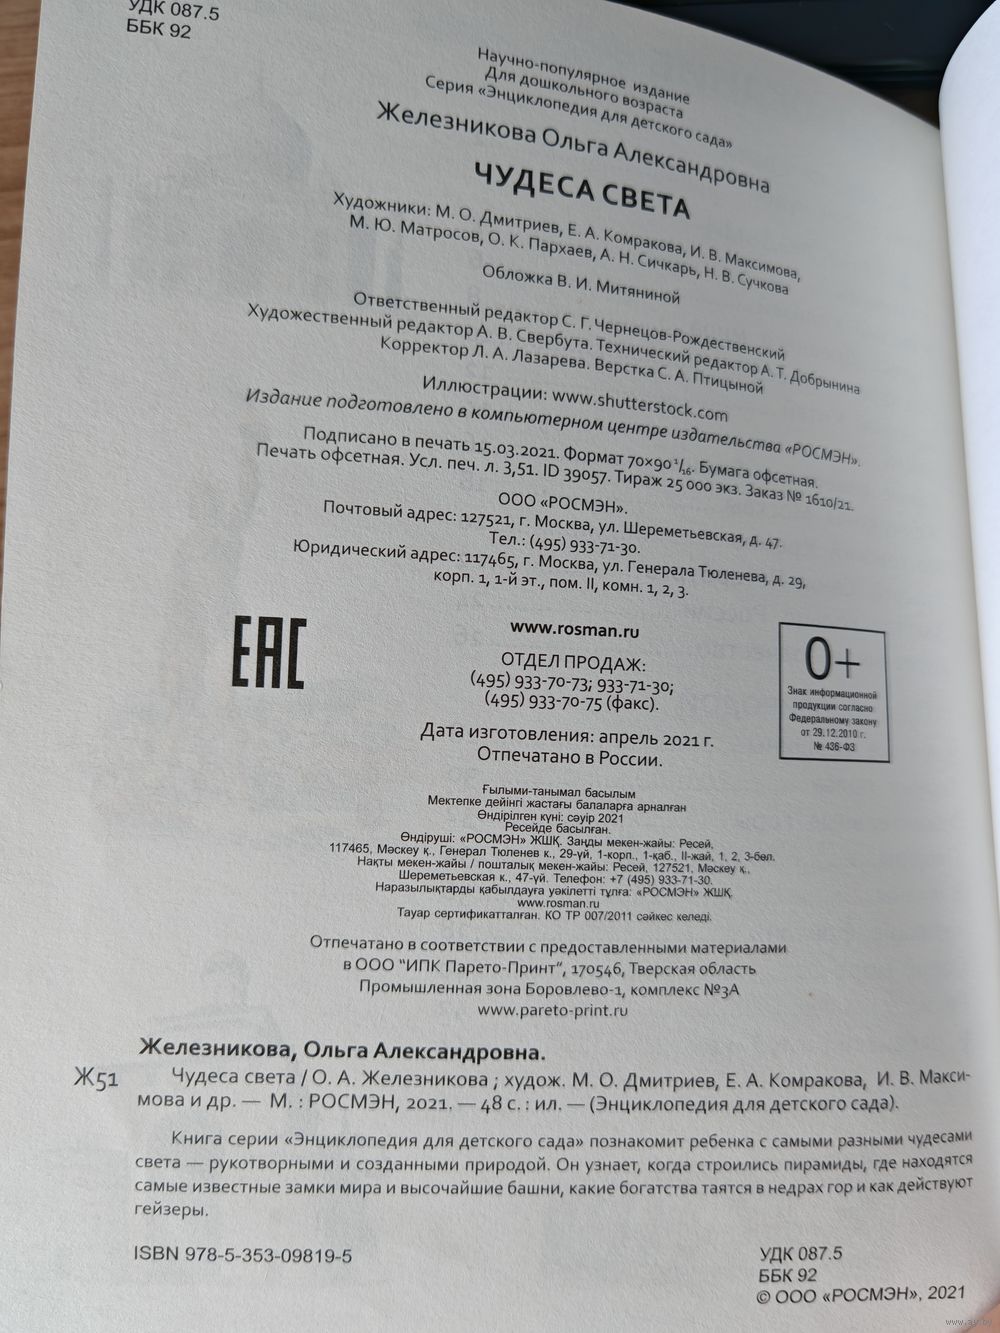 УДК 087.5
ББК 92
Научно-популярное издание
Для дошкольного возраста
Серия «Энциклопедия для детского сада»
Железникова Ольга Александровна
ЧУДЕСА СВЕТА
Художники: М. О. Дмитриев, Е. А. Комракова, И. В. Максимова,
М. Ю. Матросов, О. К. Пархаев, А. Н. Сичкарь, Н. В. Сучкова
Обложка В. И. Митяниной
Ответственный редактор С. Г. Чернецов-Рождественский
Художественный редактор А. В. Свербута. Технический редактор А. Т. Добрынина
Корректор Л. А. Лазарева. Верстка С. А. Птицыной
Иллюстрации: www.shutterstock.com
Издание подготовлено в компьютерном центре издательства «РОСМЭН».
Подписано в печать 15.03.2021. Формат 70×90 1/16. Бумага офсетная.
Печать офсетная. Усл. печ. л. 3,51. ID 39057. Тираж 25 000 экз. Заказ № 1610/21.
ООО «РОСМЭН».
Почтовый адрес: 127521, г. Москва, ул. Шереметьевская, д. 47.
Тел.: (495) 933-71-30.
Юридический адрес: 117465, г. Москва, ул. Генерала Тюленева, д. 29,
корп. 1, 1-й эт., пом. II, комн. 1, 2, 3.
EAC
www.rosman.ru
ОТДЕЛ ПРОДАЖ:
(495) 933-70-73; 933-71-30;
(495) 933-70-75 (факс).
0+
Знак информационной
продукции согласно
Федеральному закону
от 29.12.2010 г.
№ 436-ФЗ
Дата изготовления: апрель 2021 г.
Отпечатано в России.
Ғылыми-танымал басылым
Мектепке дейінгі жастағы балаларға арналған
Өндірілген күні: сәуір 2021
Ресейде басылған.
Өндіруші: «РОСМЭН» ЖШҚ. Заңды мекен-жайы: Ресей,
117465, Мәскеу қ., Генерал Тюленев к., 29-үй, 1-корп., 1-қаб., II-жай, 1, 2, 3-бөл.
Нақты мекен-жайы / пошталық мекен-жайы: Ресей, 127521, Мәскеу қ.,
Шереметьевская к., 47-үй. Телефон: +7 (495) 933-71-30.
Наразылықтарды қабылдауға уәкілетті тұлға: «РОСМЭН» ЖШҚ.
www.rosman.ru
Тауар сертификатталған. КО ТР 007/2011 сәйкес келеді.
Отпечатано в соответствии с предоставленными материалами
в ООО "ИПК Парето-Принт", 170546, Тверская область
Промышленная зона Боровлево-1, комплекс №3А
www.pareto-print.ru
Железникова, Ольга Александровна.
Ж51 Чудеса света / О. А. Железникова ; худож. М. О. Дмитриев, Е. А. Комракова, И. В. Макси-
мова и др. — М. : РОСМЭН, 2021. — 48 с. : ил. — (Энциклопедия для детского сада).
Книга серии «Энциклопедия для детского сада» познакомит ребенка с самыми разными чудесами
света — рукотворными и созданными природой. Он узнает, когда строились пирамиды, где находятся
самые известные замки мира и высочайшие башни, какие богатства таятся в недрах гор и как действуют
гейзеры.
ISBN 978-5-353-09819-5
УДК 087.5
ББК 92
© ООО «РОСМЭН», 2021
www.ay.by